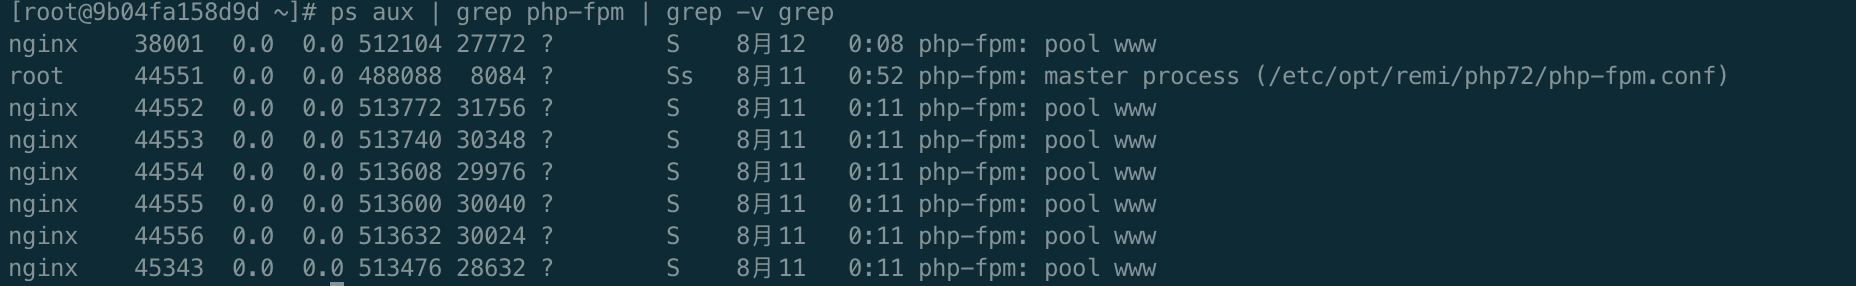 [root@9b04fa158d9d ~]# ps aux | grep php-fpm | grep -v grep
nginx    38001  0.0  0.0 512104 27772 ?        S    8月12   0:08 php-fpm: pool www
root     44551  0.0  0.0 488088  8084 ?        Ss   8月11   0:52 php-fpm: master process (/etc/opt/remi/php72/php-fpm.conf)
nginx    44552  0.0  0.0 513772 31756 ?        S    8月11   0:11 php-fpm: pool www
nginx    44553  0.0  0.0 513740 30348 ?        S    8月11   0:11 php-fpm: pool www
nginx    44554  0.0  0.0 513608 29976 ?        S    8月11   0:11 php-fpm: pool www
nginx    44555  0.0  0.0 513600 30040 ?        S    8月11   0:11 php-fpm: pool www
nginx    44556  0.0  0.0 513632 30024 ?        S    8月11   0:11 php-fpm: pool www
nginx    45343  0.0  0.0 513476 28632 ?        S    8月11   0:11 php-fpm: pool www